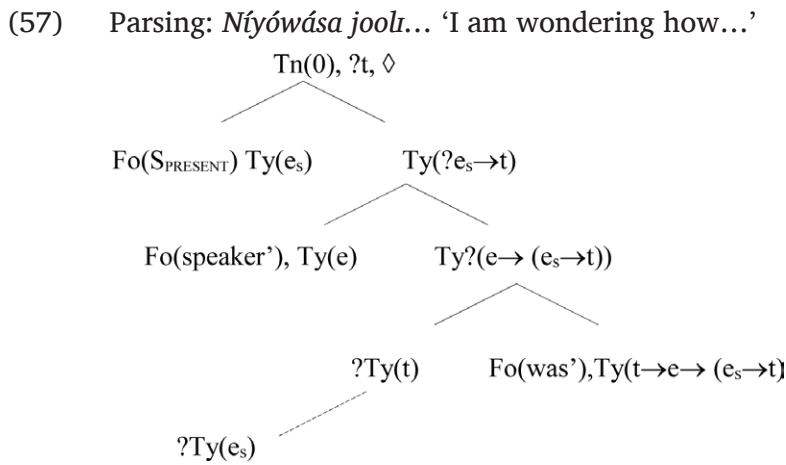 (57) Parsing: Níyówása joolɪ… ‘I am wondering how…’
Tn(0), ?t, ◊
Fo(SPRESENT) Ty(es) Ty(?es→t)
Fo(speaker’), Ty(e) Ty?(e→ (es→t))
?Ty(t) Fo(was’),Ty(t→e→ (es→t)
?Ty(es)